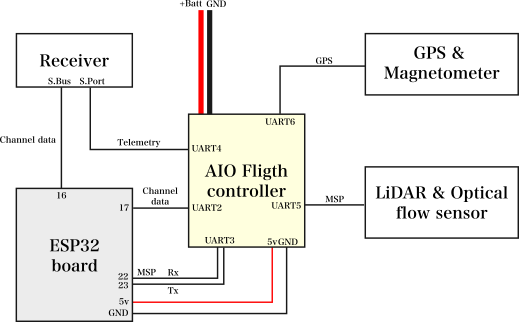 +Batt GND
Receiver
S.Bus S.Port
GPS
GPS &
Magnetometer
UART6
Channel data
Telemetry
UART4
AIO Fligth
controller
16
17
Channel
data
UART2
UART5
MSP
LiDAR & Optical
flow sensor
ESP32
board
UART3
5v GND
22
MSP Rx
23
Tx
5v
GND